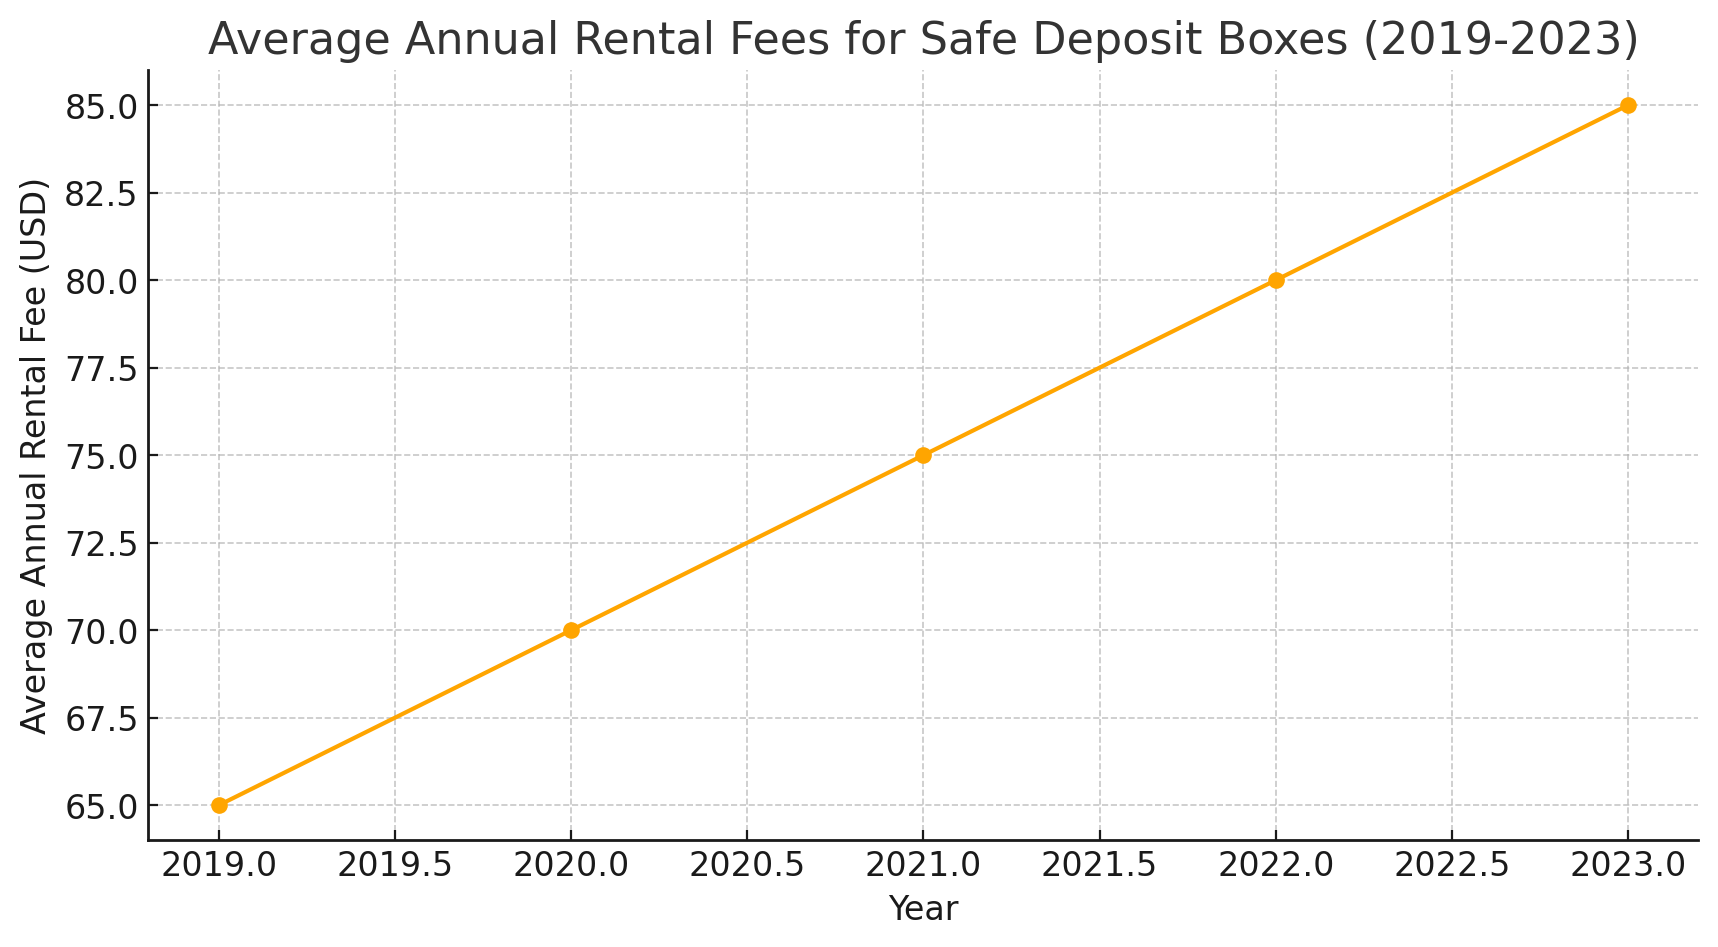 Average Annual Rental Fees for Safe Deposit Boxes (2019-2023)
Average Annual Rental Fee (USD)
85.0
82.5
80.0
77.5
75.0
72.5
70.0
67.5
65.0
2019.0 2019.5 2020.0 2020.5 2021.0 2021.5 2022.0 2022.5 2023.0
Year